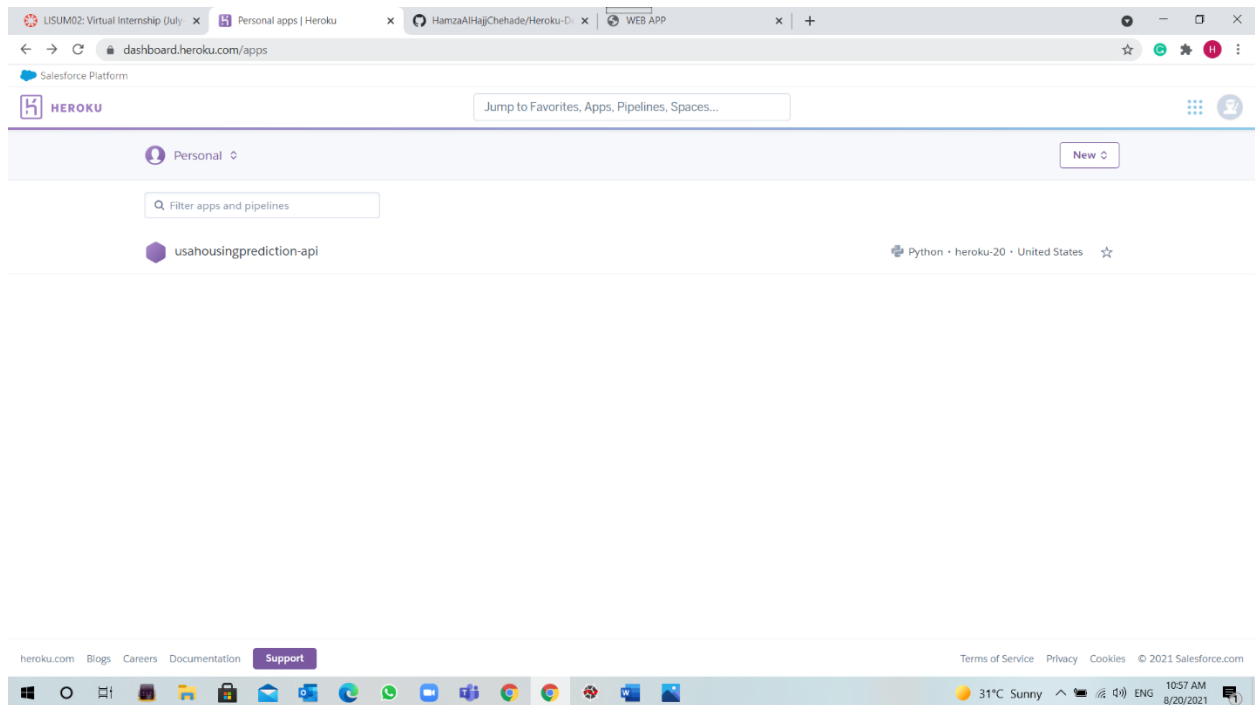 LISUM02: Virtual Internship (July-
Personal apps | Heroku
HamzaAlHajjChehade/Heroku-De
WEB APP
dashboard.heroku.com/apps
Salesforce Platform
HEROKU
Jump to Favorites, Apps, Pipelines, Spaces...
Personal
New
Filter apps and pipelines
usahousingprediction-api
Python • heroku-20 • United States
heroku.com Blogs Careers Documentation Support
Terms of Service Privacy Cookies © 2021 Salesforce.com
31°C Sunny ENG
10:57 AM
8/20/2021